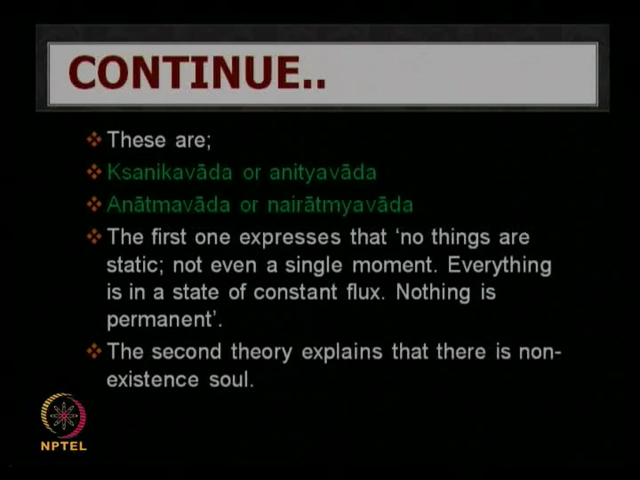 CONTINUE..
These are;
Ksanikavāda or anityavāda
Anātmavāda or nairātmyavāda
The first one expresses that ‘no things are
static; not even a single moment. Everything
is in a state of constant flux. Nothing is
permanent’.
The second theory explains that there is non-
existence soul.
NPTEL